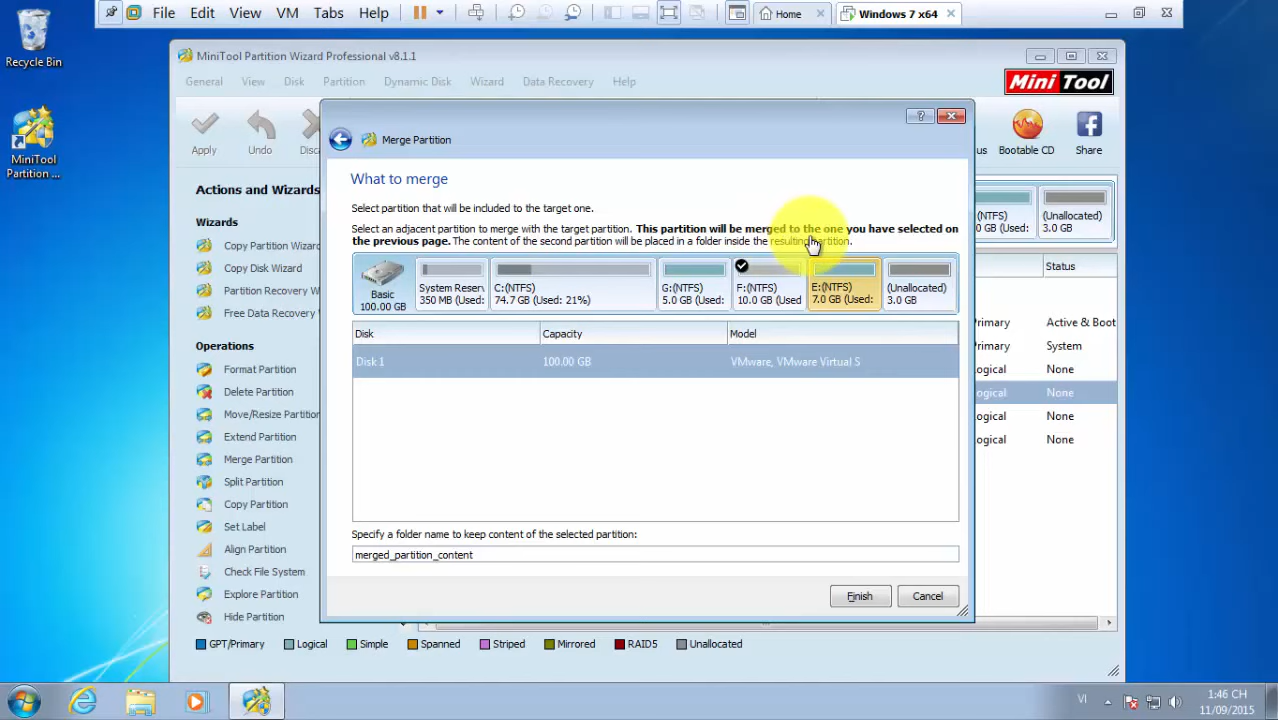 File Edit View VM Tabs Help
Home
Windows 7 x64
Recycle Bin
MiniTool Partition ...
MiniTool Partition Wizard Professional v8.1.1
General View Disk Partition Dynamic Disk Wizard Data Recovery Help
Mini Tool
Apply Undo Disc us Bootable CD Share
Merge Partition
What to merge
Select partition that will be included to the target one.
Select an adjacent partition to merge with the target partition. This partition will be merged to the one you have selected on
the previous page. The content of the second partition will be placed in a folder inside the resulting partition.
Basic
100.00 GB
System Reser
350 MB (Used:
C:(NTFS)
74.7 GB (Used: 21%)
G:(NTFS)
5.0 GB (Used:
F:(NTFS)
10.0 GB (Used
E:(NTFS)
7.0 GB (Used:
(Unallocated)
3.0 GB
Disk Capacity Model
Disk 1 100.00 GB VMware, VMware Virtual S
Specify a folder name to keep content of the selected partition:
merged_partition_content
Finish Cancel
Actions and Wizards
Wizards
Copy Partition Wizard
Copy Disk Wizard
Partition Recovery W
Free Data Recovery W
Operations
Format Partition
Delete Partition
Move/Resize Partition
Extend Partition
Merge Partition
Split Partition
Copy Partition
Set Label
Align Partition
Check File System
Explore Partition
Hide Partition
(NTFS)
0 GB (Used:
(Unallocated)
3.0 GB
Status
rimary Active & Boot
rimary System
ogical None
ogical None
ogical None
ogical None
GPT/Primary Logical Simple Spanned Striped Mirrored RAID5 Unallocated
VI
1:46 CH
11/09/2015